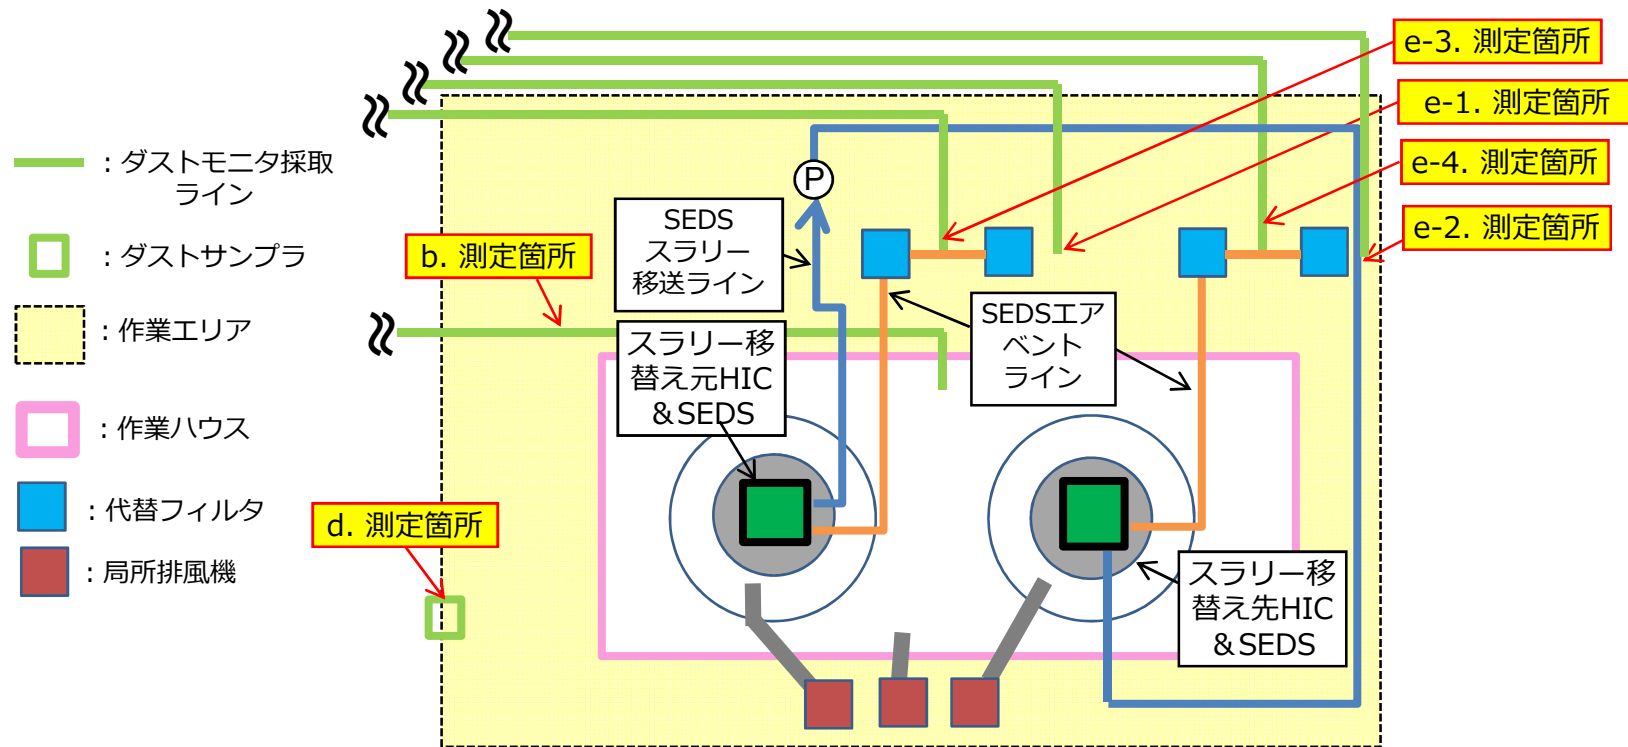 ：ダストモニタ採取
ライン
：ダストサンプラ
：作業エリア
：作業ハウス
：代替フィルタ
：局所排風機
e-3. 測定箇所
e-1. 測定箇所
e-4. 測定箇所
e-2. 測定箇所
b. 測定箇所
d. 測定箇所
P
SEDS
スラリー
移送ライン
SEDSエア
ベント
ライン
スラリー移
替え元HIC
＆SEDS
スラリー移
替え先HIC
＆SEDS